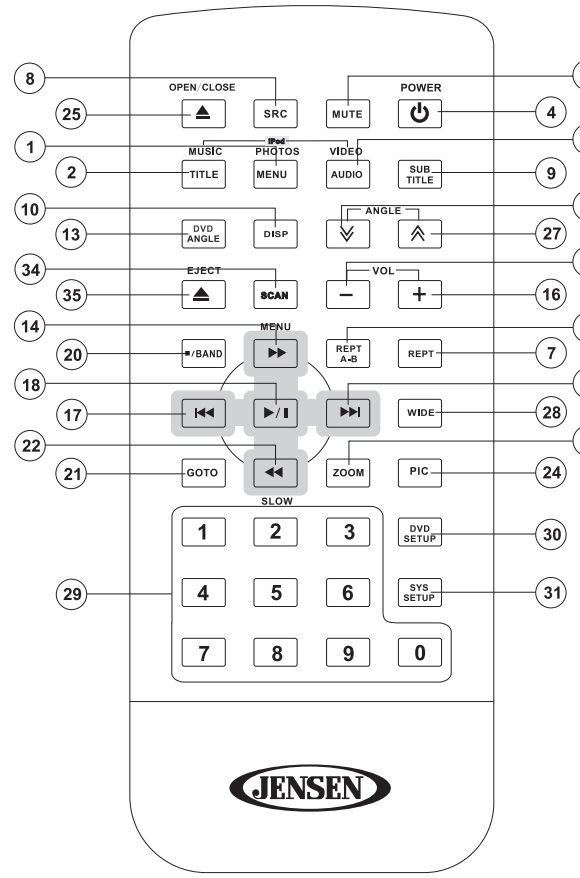 8
OPEN/CLOSE
POWER
25
SRC
MUTE
4
1
MUSIC
iPod
PHOTOS
VIDEO
2
TITLE
MENU
AUDIO
SUB
TITLE
9
10
13
DVD
ANGLE
DISP
ANGLE
27
34
EJECT
SCAN
VOL
35
−
+
16
14
MENU
20
■/BAND
REPT
A-B
REPT
7
18
17
WIDE
28
22
21
GOTO
ZOOM
PIC
24
SLOW
1
2
3
DVD
SETUP
30
29
4
5
6
SYS
SETUP
31
7
8
9
0
JENSEN